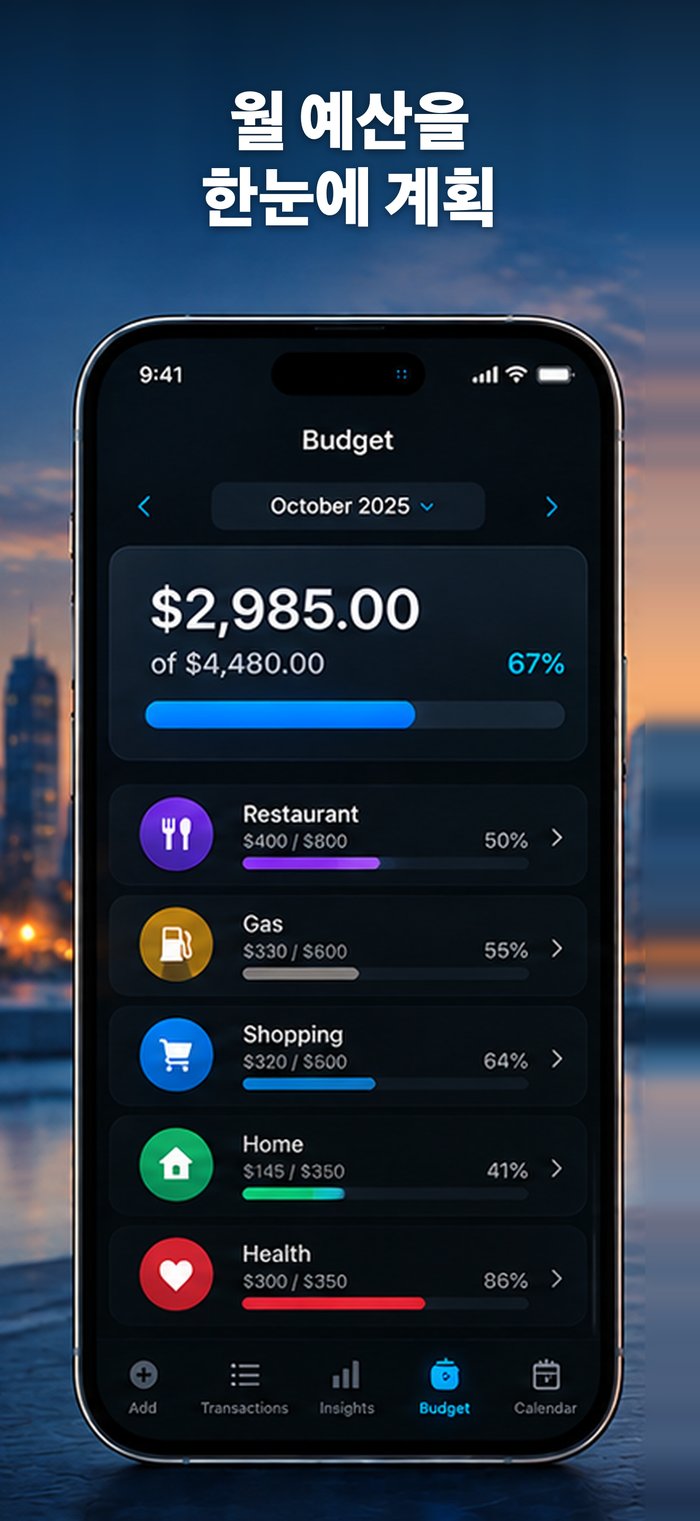 월 예산을
한눈에 계획
9:41
Budget
October 2025
$2,985.00
of $4,480.00
67%
Restaurant
$400 / $800
50%
Gas
$330 / $600
55%
Shopping
$320 / $600
64%
Home
$145 / $350
41%
Health
$300 / $350
86%
Add
Transactions
Insights
Budget
Calendar